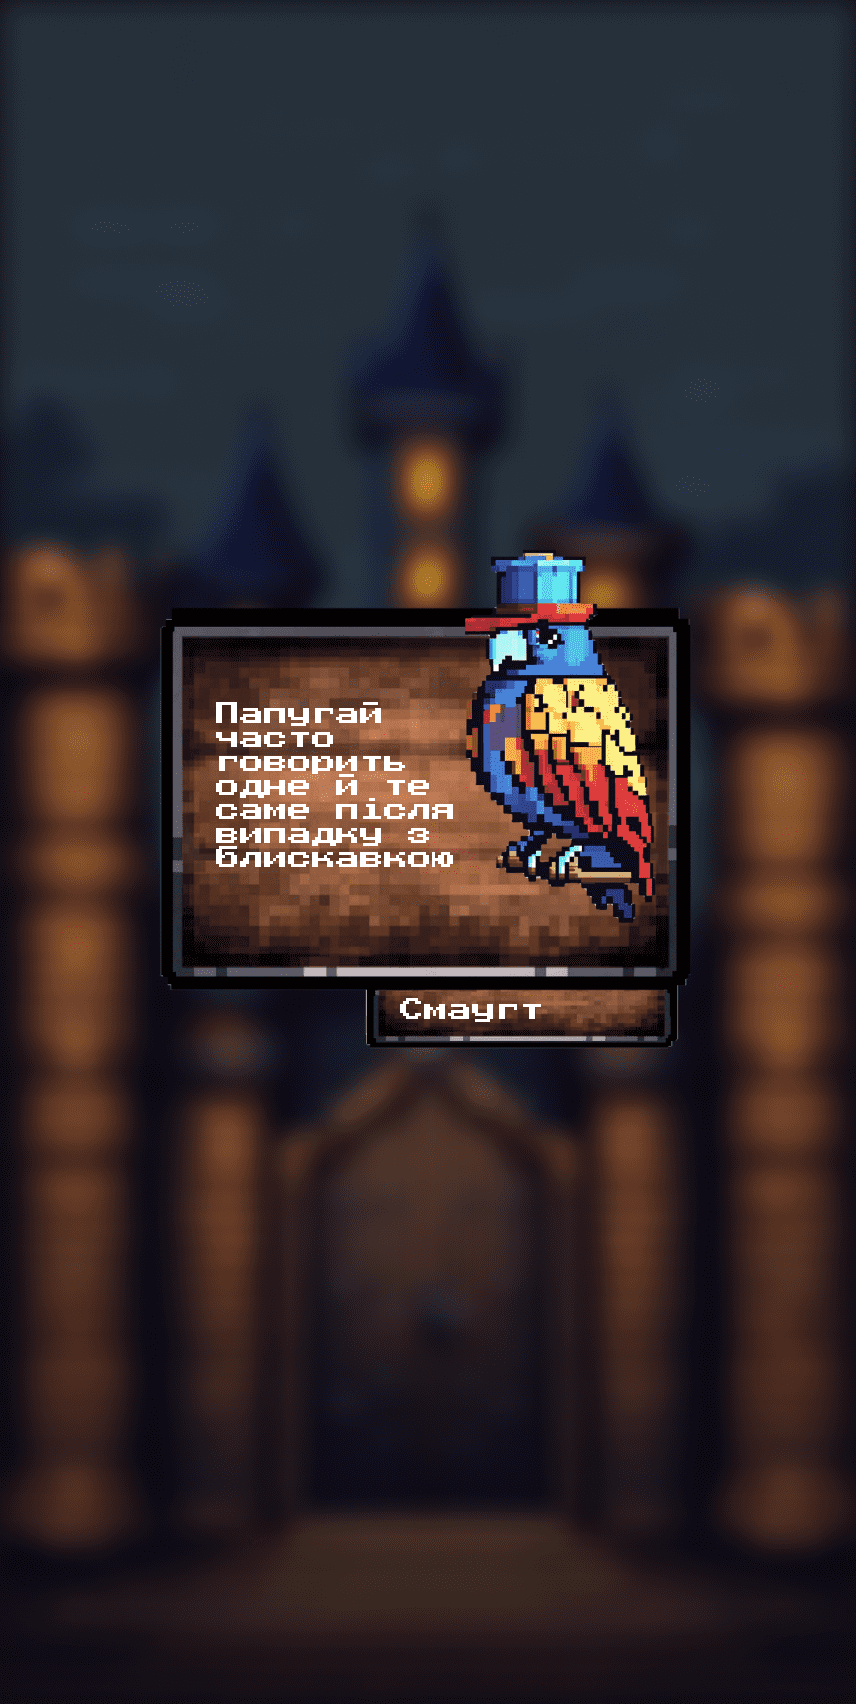 Папугай
часто
говорить
одне й те
саме після
випадку з
блискавкою
Смаугт